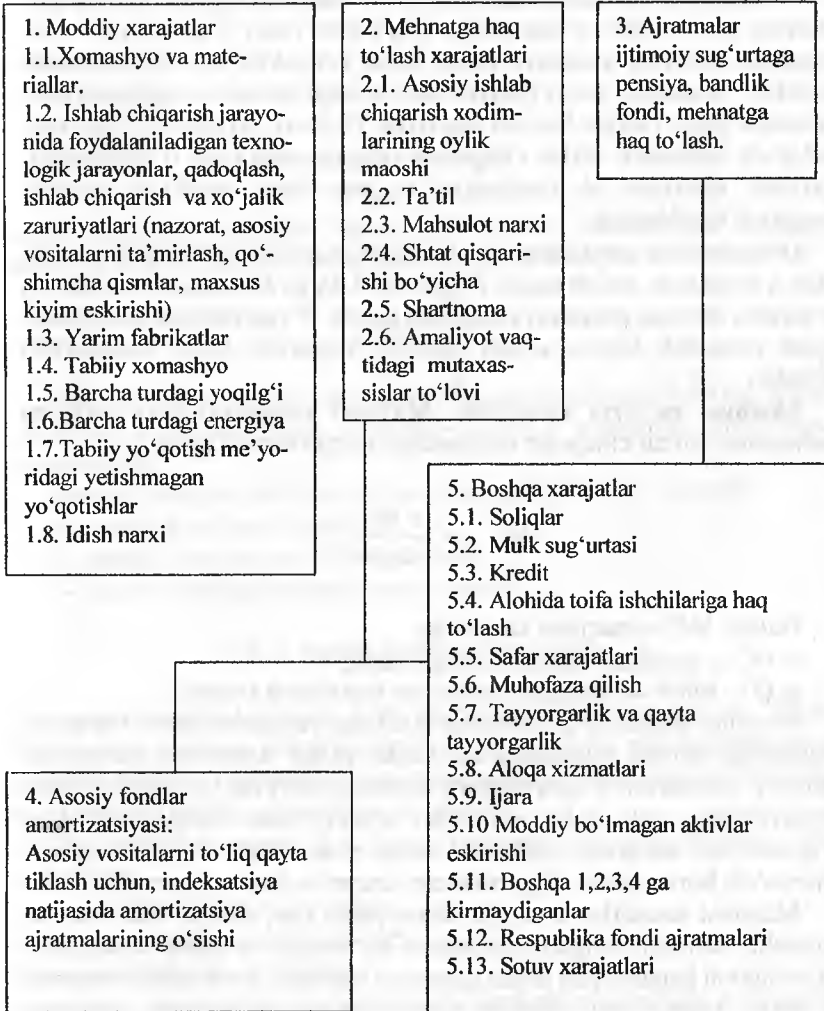 1. Moddiy xarajatlar
1.1.Xomashyo va mate-
riallar.
1.2. Ishlab chiqarish jarayo-
nida foydalaniladigan texno-
logik jarayonlar, qadoqlash,
ishlab chiqarish va xo‘jalik
zaruriyatlari (nazorat, asosiy
vositalarni ta’mirlash, qo‘-
shimcha qismlar, maxsus
kiyim eskirishi)
1.3. Yarim fabrikatlar
1.4. Tabiiy xomashyo
1.5. Barcha turdagi yoqilg‘i
1.6.Barcha turdagi energiya
1.7.Tabiiy yo‘qotish me’yo-
ridagi yetishmagan
yo‘qotishlar
1.8. Idish narxi
2. Mehnatga haq
to‘lash xarajatlari
2.1. Asosiy ishlab
chiqarish xodim-
larining oylik
maoshi
2.2. Ta’til
2.3. Mahsulot narxi
2.4. Shtat qisqari-
shi bo‘yicha
2.5. Shartnoma
2.6. Amaliyot vaq-
tidagi mutaxas-
sislar to‘lovi
3. Ajratmalar
ijtimoiy sug‘urtaga
pensiya, bandlik
fondi, mehnatga
haq to‘lash.
4. Asosiy fondlar
amortizatsiyasi:
Asosiy vositalarni to‘liq qayta
tiklash uchun, indeksatsiya
natijasida amortizatsiya
ajratmalarining o‘sishi
5. Boshqa xarajatlar
5.1. Soliqlar
5.2. Mulk sug‘urtasi
5.3. Kredit
5.4. Alohida toifa ishchilariga haq
to‘lash
5.5. Safar xarajatlari
5.6. Muhofaza qilish
5.7. Tayyorgarlik va qayta
tayyorgarlik
5.8. Aloqa xizmatlari
5.9. Ijara
5.10 Moddiy bo‘lmagan aktivlar
eskirishi
5.11. Boshqa 1,2,3,4 ga
kirmaydiganlar
5.12. Respublika fondi ajratmalari
5.13. Sotuv xarajatlari